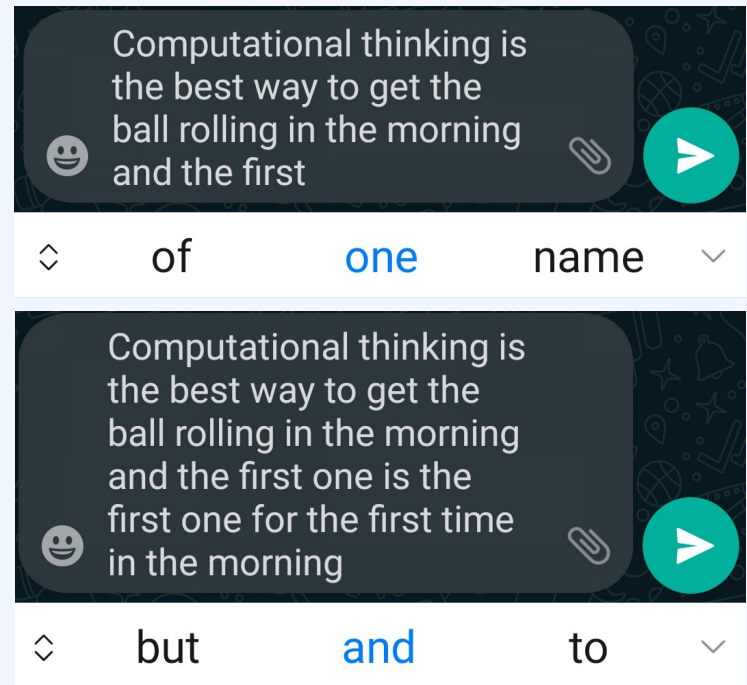 Computational thinking is
the best way to get the
ball rolling in the morning
and the first
of one name
Computational thinking is
the best way to get the
ball rolling in the morning
and the first one is the
first one for the first time
in the morning
but and to